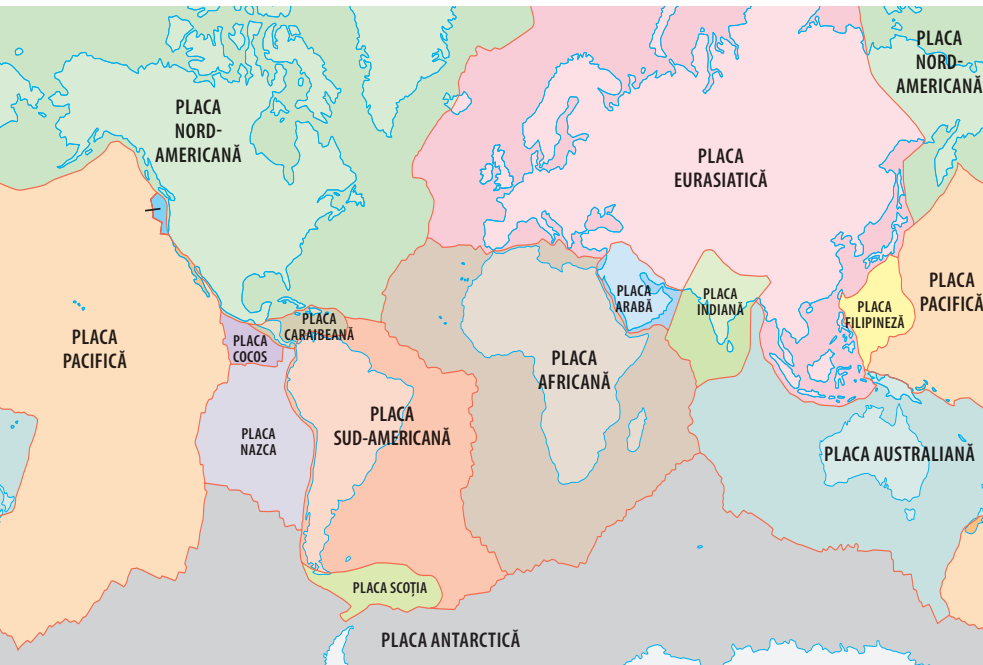 PLACA
NORD-
AMERICANĂ
PLACA
NORD-
AMERICANĂ
PLACA
EURASIATICĂ
PLACA
PACIFICĂ
PLACA
COCOS
PLACA
CARAIBEANĂ
PLACA
NAZCA
PLACA
SUD-AMERICANĂ
PLACA
AFRICANĂ
PLACA
ARABĂ
PLACA
INDIANĂ
PLACA
FILIPINEZĂ
PLACA
PACIFICĂ
PLACA AUSTRALIANĂ
PLACA SCOȚIA
PLACA ANTARCTICĂ